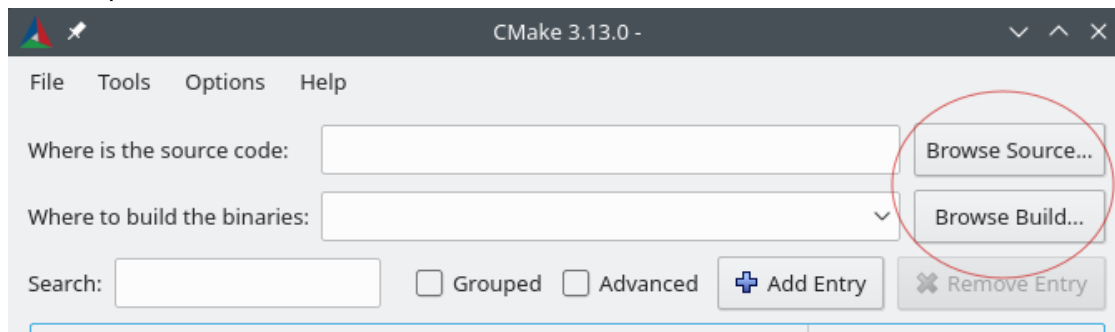 CMake 3.13.0 -
File Tools Options Help
Where is the source code: Browse Source...
Where to build the binaries: Browse Build...
Search: Grouped Advanced Add Entry Remove Entry